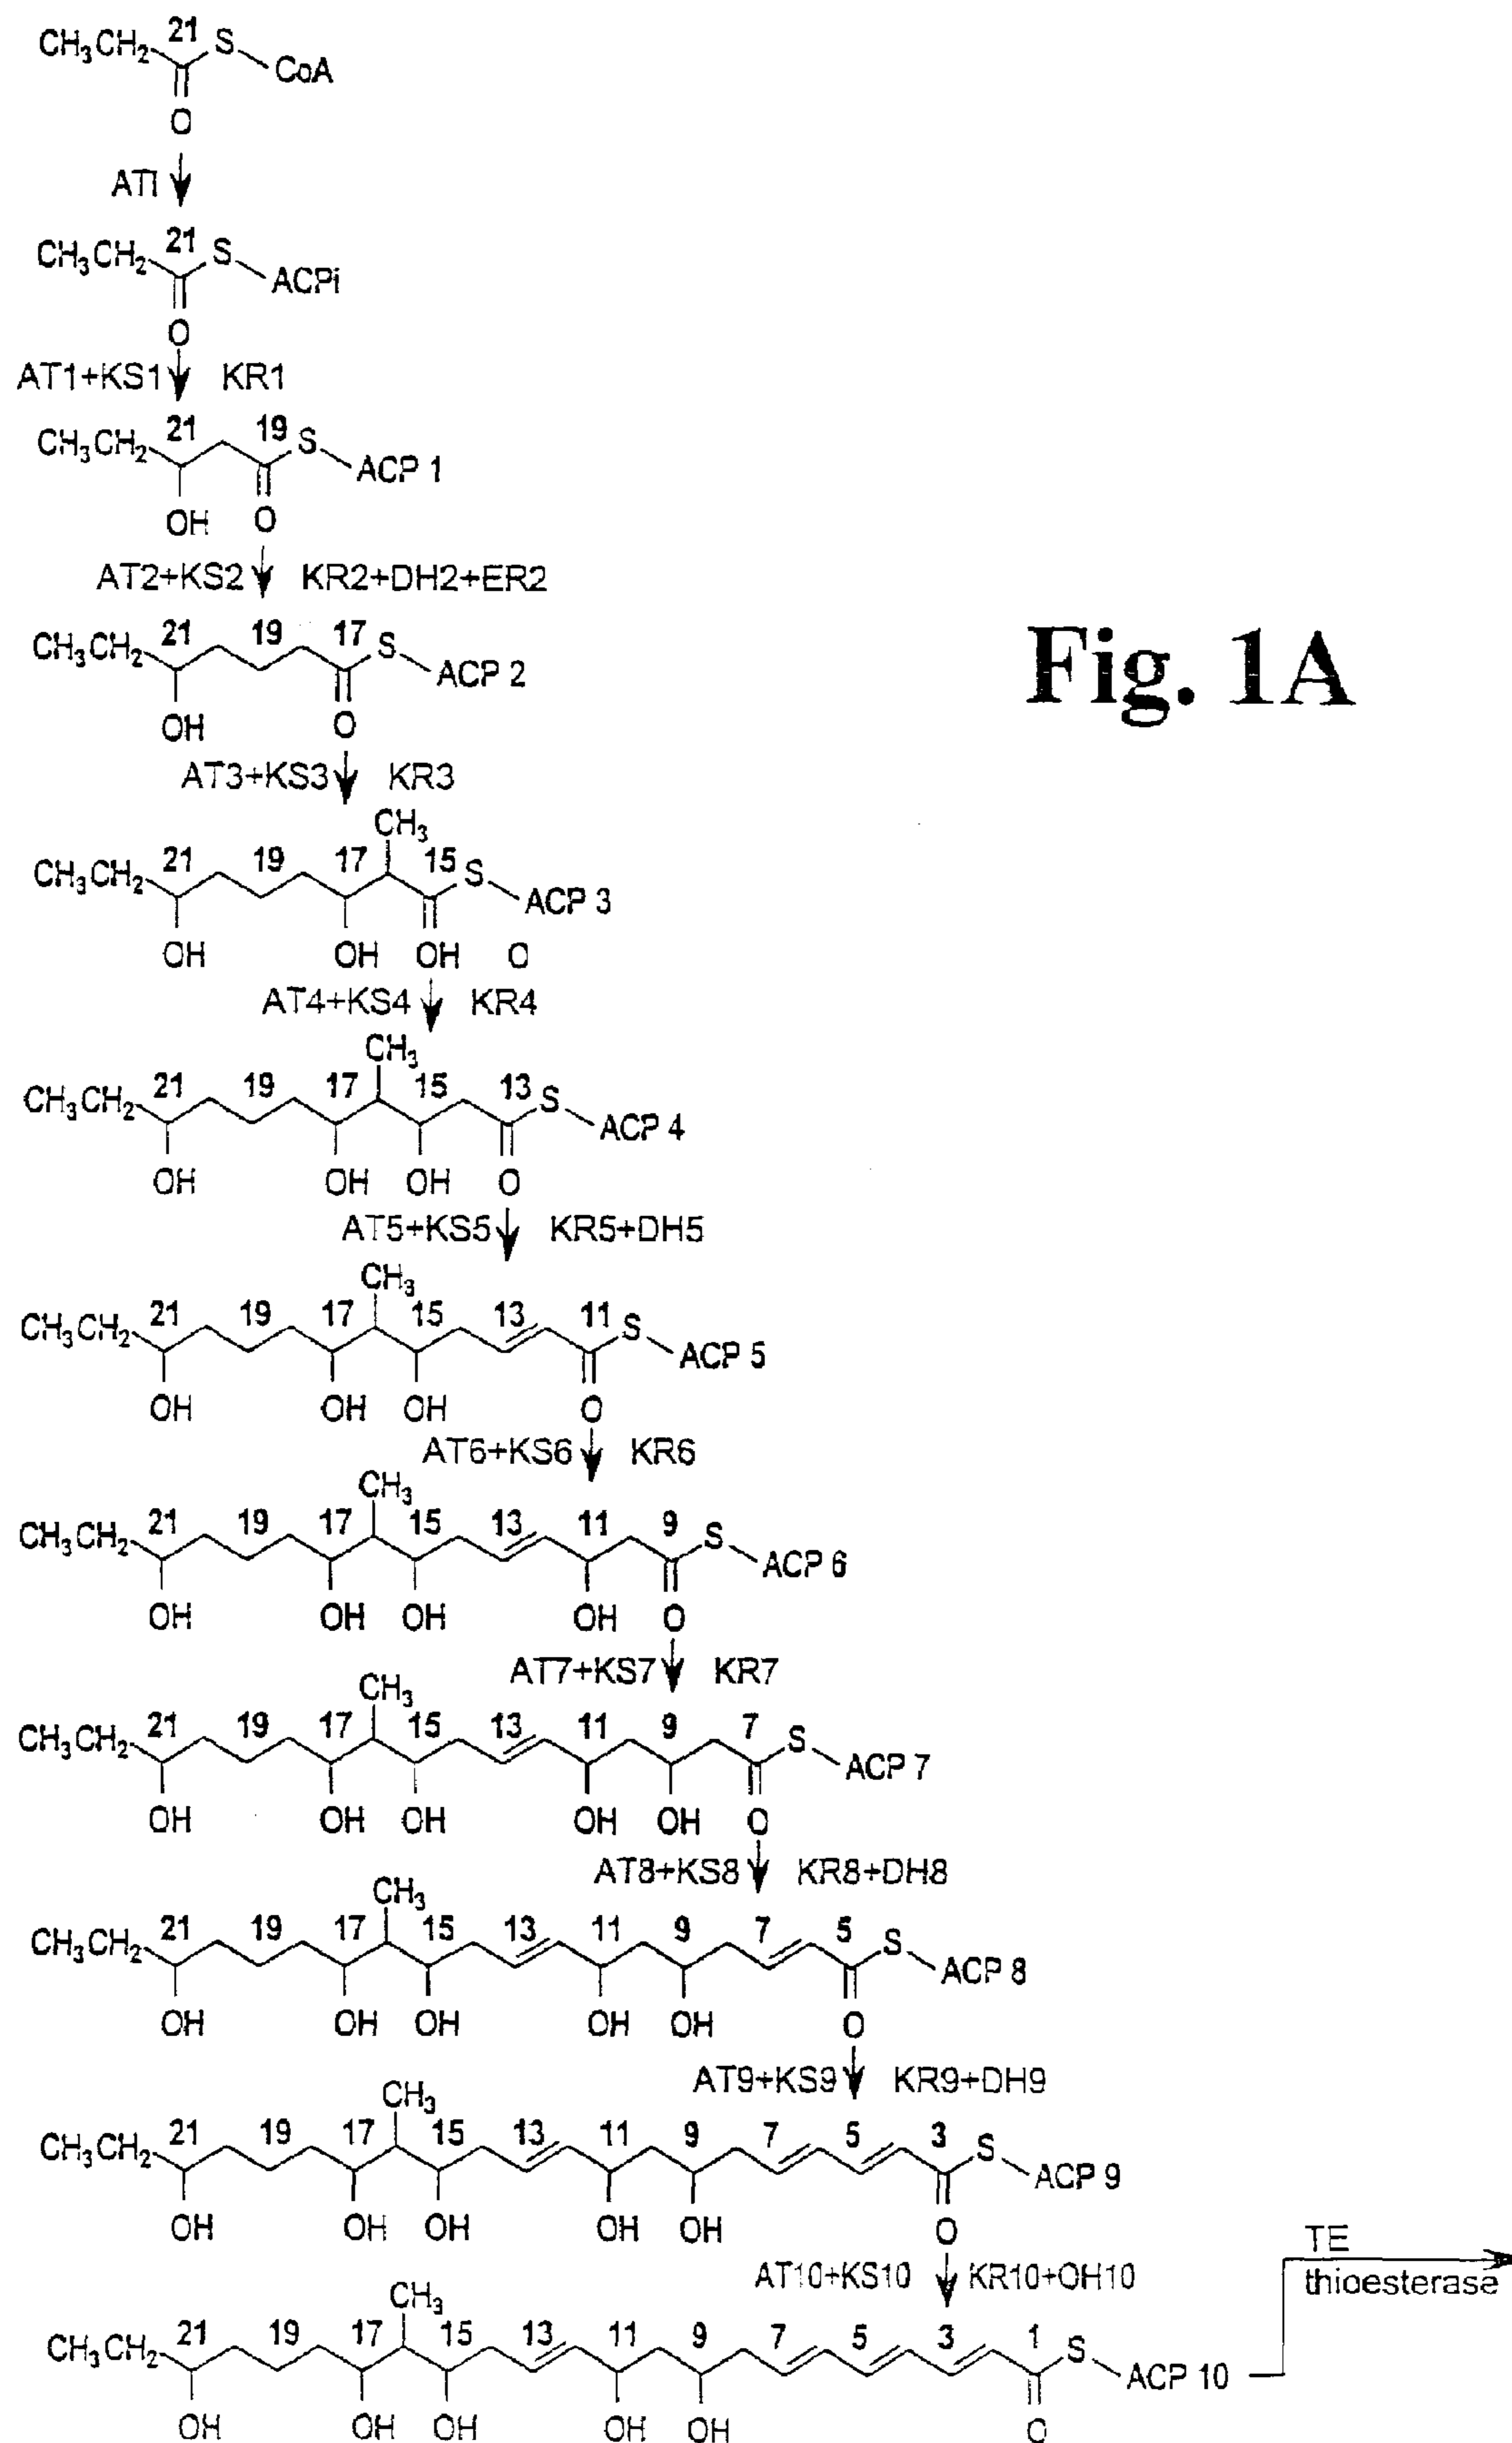 21
CH3CH2 S CoA
O
ATi
21
CH3CH2 S ACPi
O
AT1+KS1 KR1
21 19
CH3CH2 S ACP 1
OH O
AT2+KS2 KR2+DH2+ER2
21 19 17
CH3CH2 S ACP 2
OH O
Fig. 1A
AT3+KS3 KR3
CH3
21 19 17 15
CH3CH2 S ACP 3
OH OH OH O
AT4+KS4 KR4
CH3
21 19 17 15 13
CH3CH2 S ACP 4
OH OH OH O
AT5+KS5 KR5+DH5
CH3
21 19 17 15 13 11
CH3CH2 S ACP 5
OH OH OH O
AT6+KS6 KR6
CH3
21 19 17 15 13 11 9
CH3CH2 S ACP 6
OH OH OH OH O
AT7+KS7 KR7
CH3
21 19 17 15 13 11 9 7
CH3CH2 S ACP 7
OH OH OH OH OH O
AT8+KS8 KR8+DH8
CH3
21 19 17 15 13 11 9 7 5
CH3CH2 S ACP 8
OH OH OH OH OH O
AT9+KS9 KR9+DH9
CH3
21 19 17 15 13 11 9 7 5 3
CH3CH2 S ACP 9
OH OH OH OH OH O
AT10+KS10 KR10+OH10
TE
thioesterase
CH3
21 19 17 15 13 11 9 7 5 3 1
CH3CH2 S ACP 10
OH OH OH OH OH O